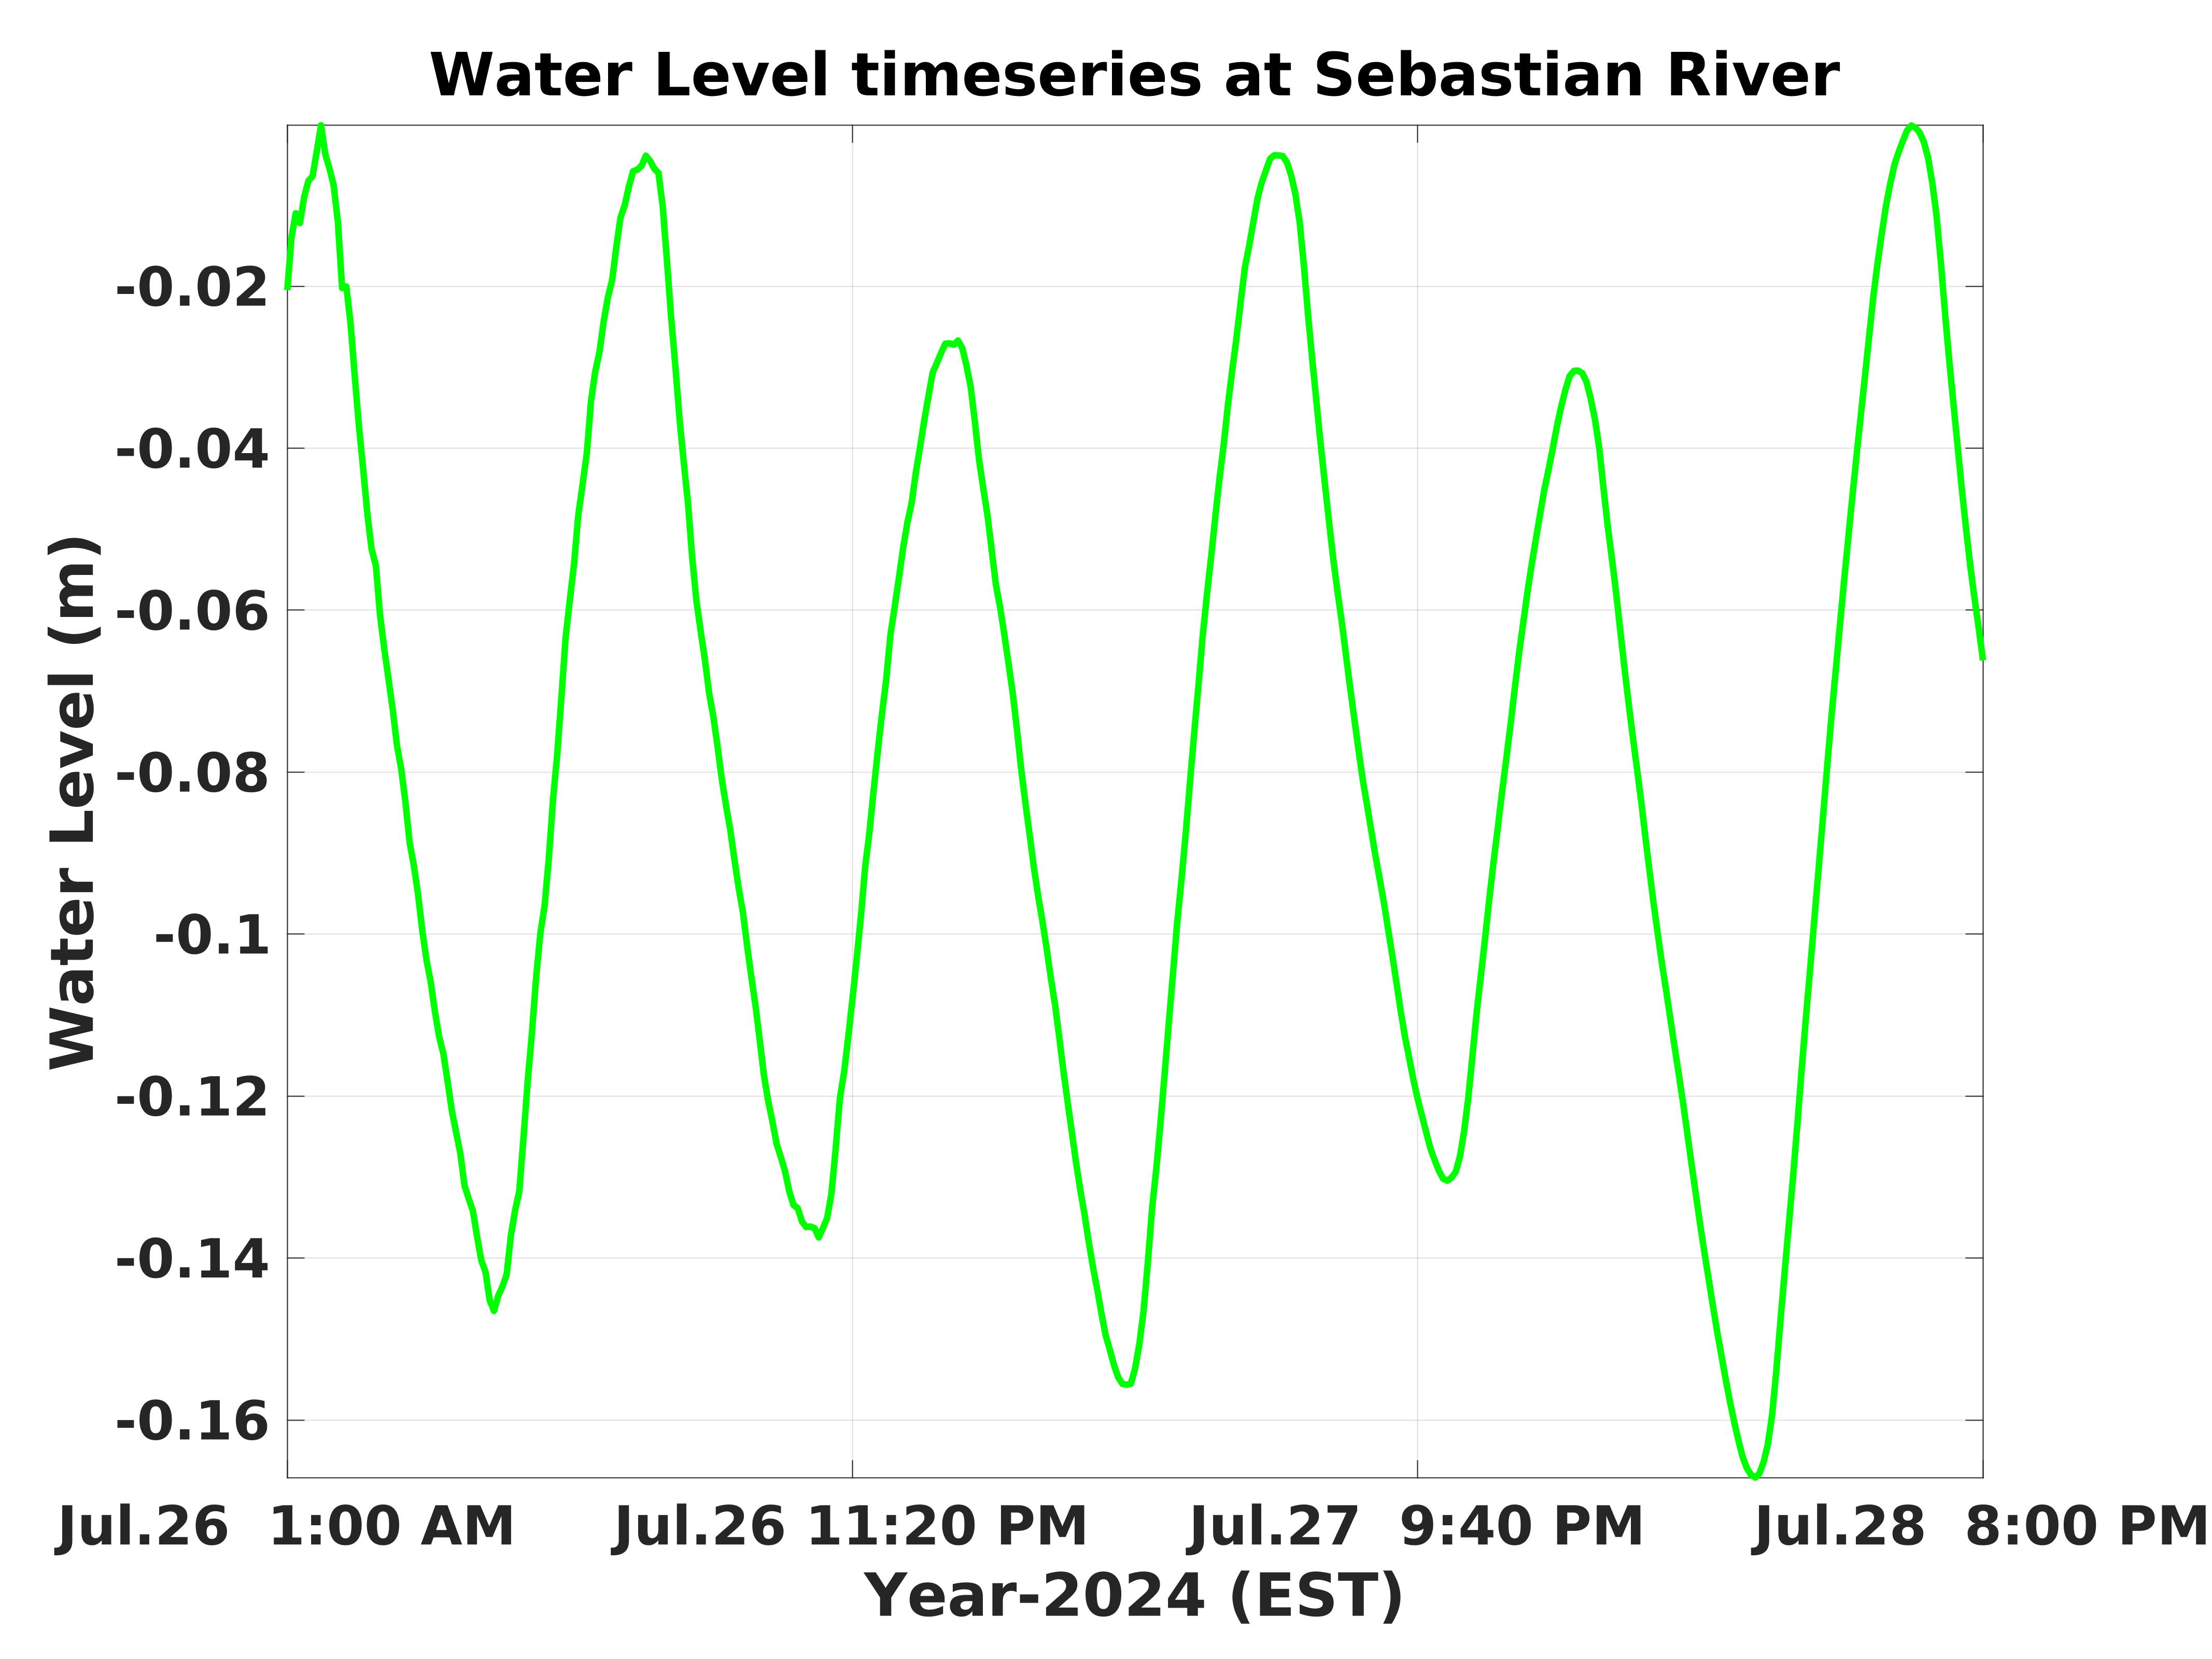 Water Level timeseries at Sebastian River
Water Level (m)
-0.02
-0.04
-0.06
-0.08
-0.1
-0.12
-0.14
-0.16
Jul.26 1:00 AM
Jul.26 11:20 PM
Jul.27 9:40 PM
Jul.28 8:00 PM
Year-2024 (EST)